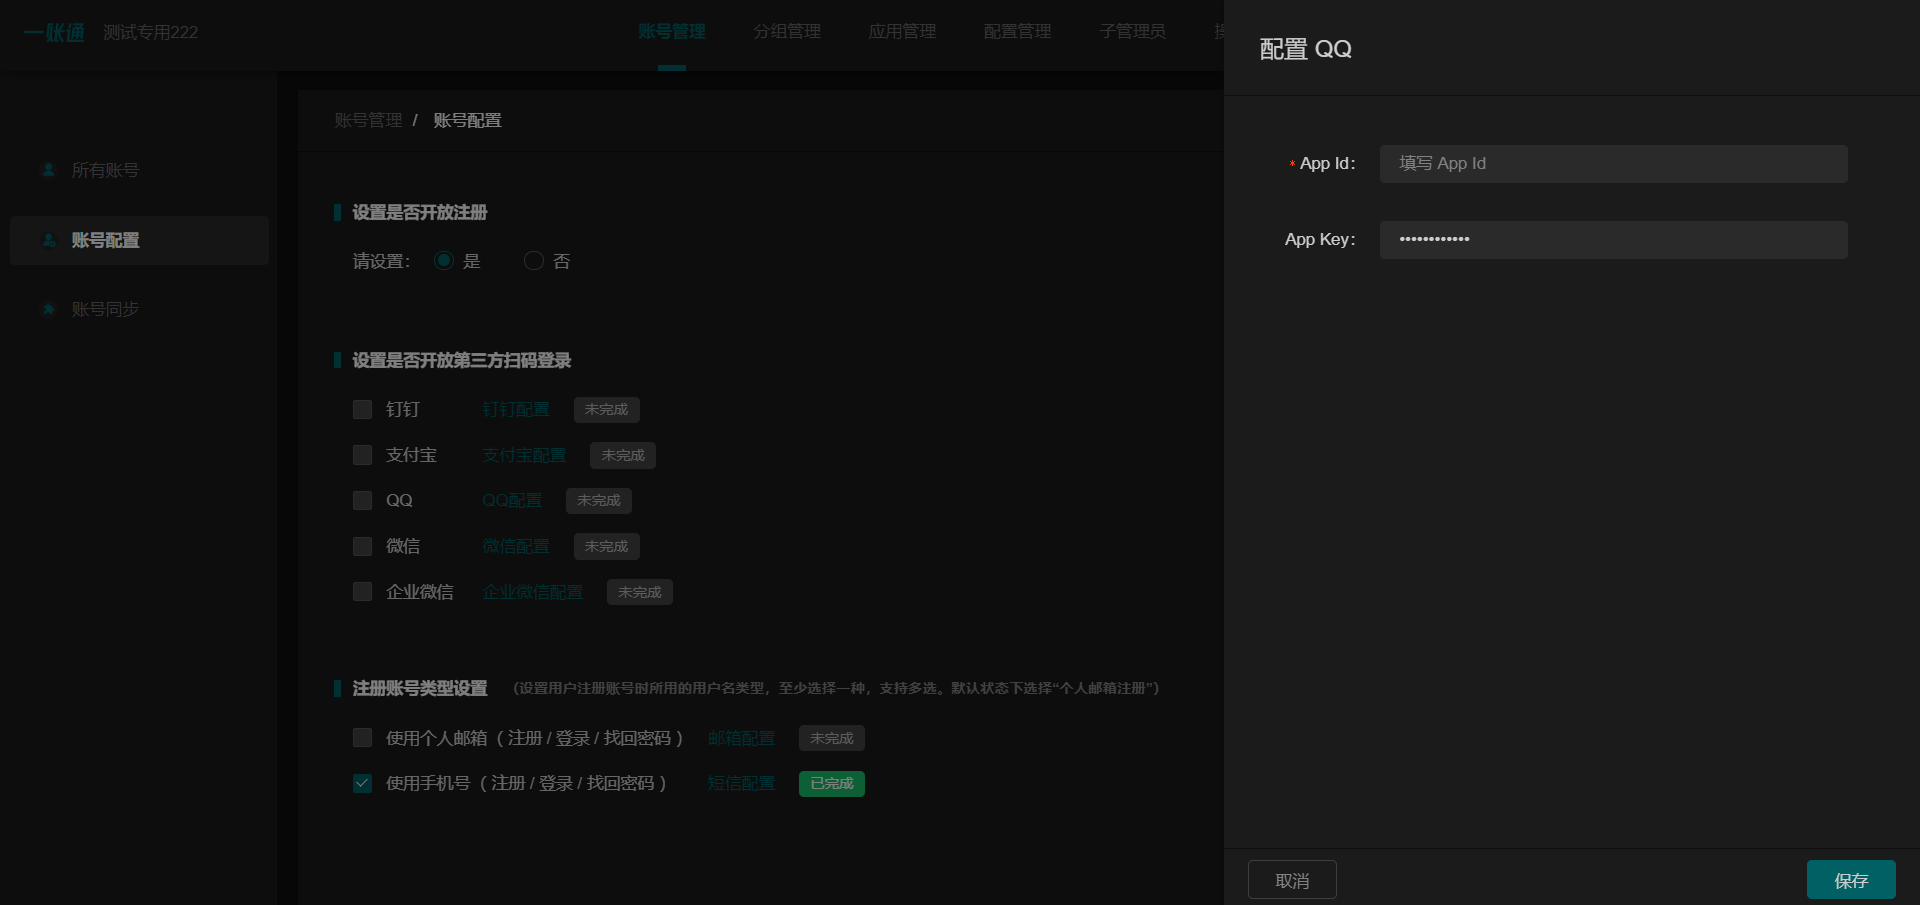 一账通 测试专用222 账号管理 分组管理 应用管理 配置管理 子管理员
配置 QQ
账号管理 / 账号配置
所有账号
账号配置
账号同步
设置是否开放注册
请设置： 是 否
设置是否开放第三方扫码登录
钉钉 钉钉配置 未完成
支付宝 支付宝配置 未完成
QQ QQ配置 未完成
微信 微信配置 未完成
企业微信 企业微信配置 未完成
注册账号类型设置 （设置用户注册账号时所用的用户名类型，至少选择一种，支持多选。默认状态下选择“个人邮箱注册”）
使用个人邮箱（ 注册 / 登录 / 找回密码 ） 邮箱配置 未完成
使用手机号（ 注册 / 登录 / 找回密码 ） 短信配置 已完成
* App Id： 填写 App Id
App Key： ••••••••••••
取消 保存